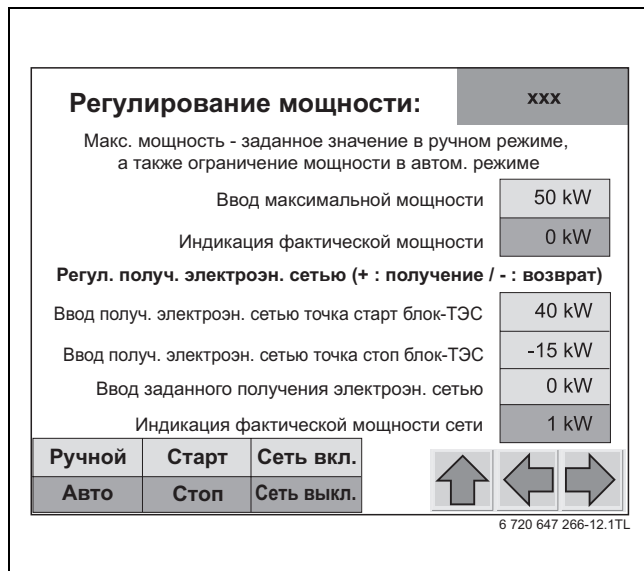 Регулирование мощности: xxx
Макс. мощность - заданное значение в ручном режиме,
а также ограничение мощности в автом. режиме
Ввод максимальной мощности 50 kW
Индикация фактической мощности 0 kW
Регул. получ. электроэн. сетью (+ : получение / - : возврат)
Ввод получ. электроэн. сетью точка старт блок-ТЭС 40 kW
Ввод получ. электроэн. сетью точка стоп блок-ТЭС -15 kW
Ввод заданного получения электроэн. сетью 0 kW
Индикация фактической мощности сети 1 kW
Ручной Старт Сеть вкл.
Авто Стоп Сеть выкл.
6 720 647 266-12.1TL